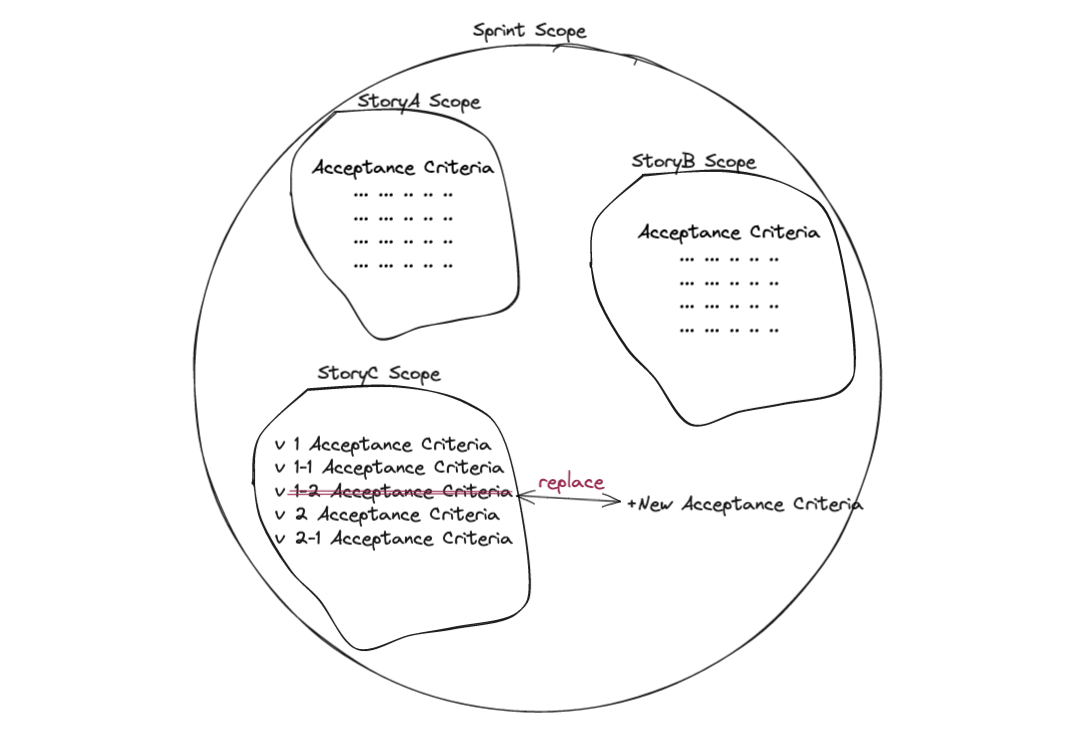 Sprint Scope
StoryA Scope
Acceptance Criteria
... ... .. .. ..
... ... .. .. ..
... ... .. .. ..
... ... .. .. ..
StoryB Scope
Acceptance Criteria
... ... .. .. ..
... ... .. .. ..
... ... .. .. ..
... ... .. .. ..
StoryC Scope
v 1 Acceptance Criteria
v 1-1 Acceptance Criteria
v 1-2 Acceptance Criteria
v 2 Acceptance Criteria
v 2-1 Acceptance Criteria
replace
+New Acceptance Criteria